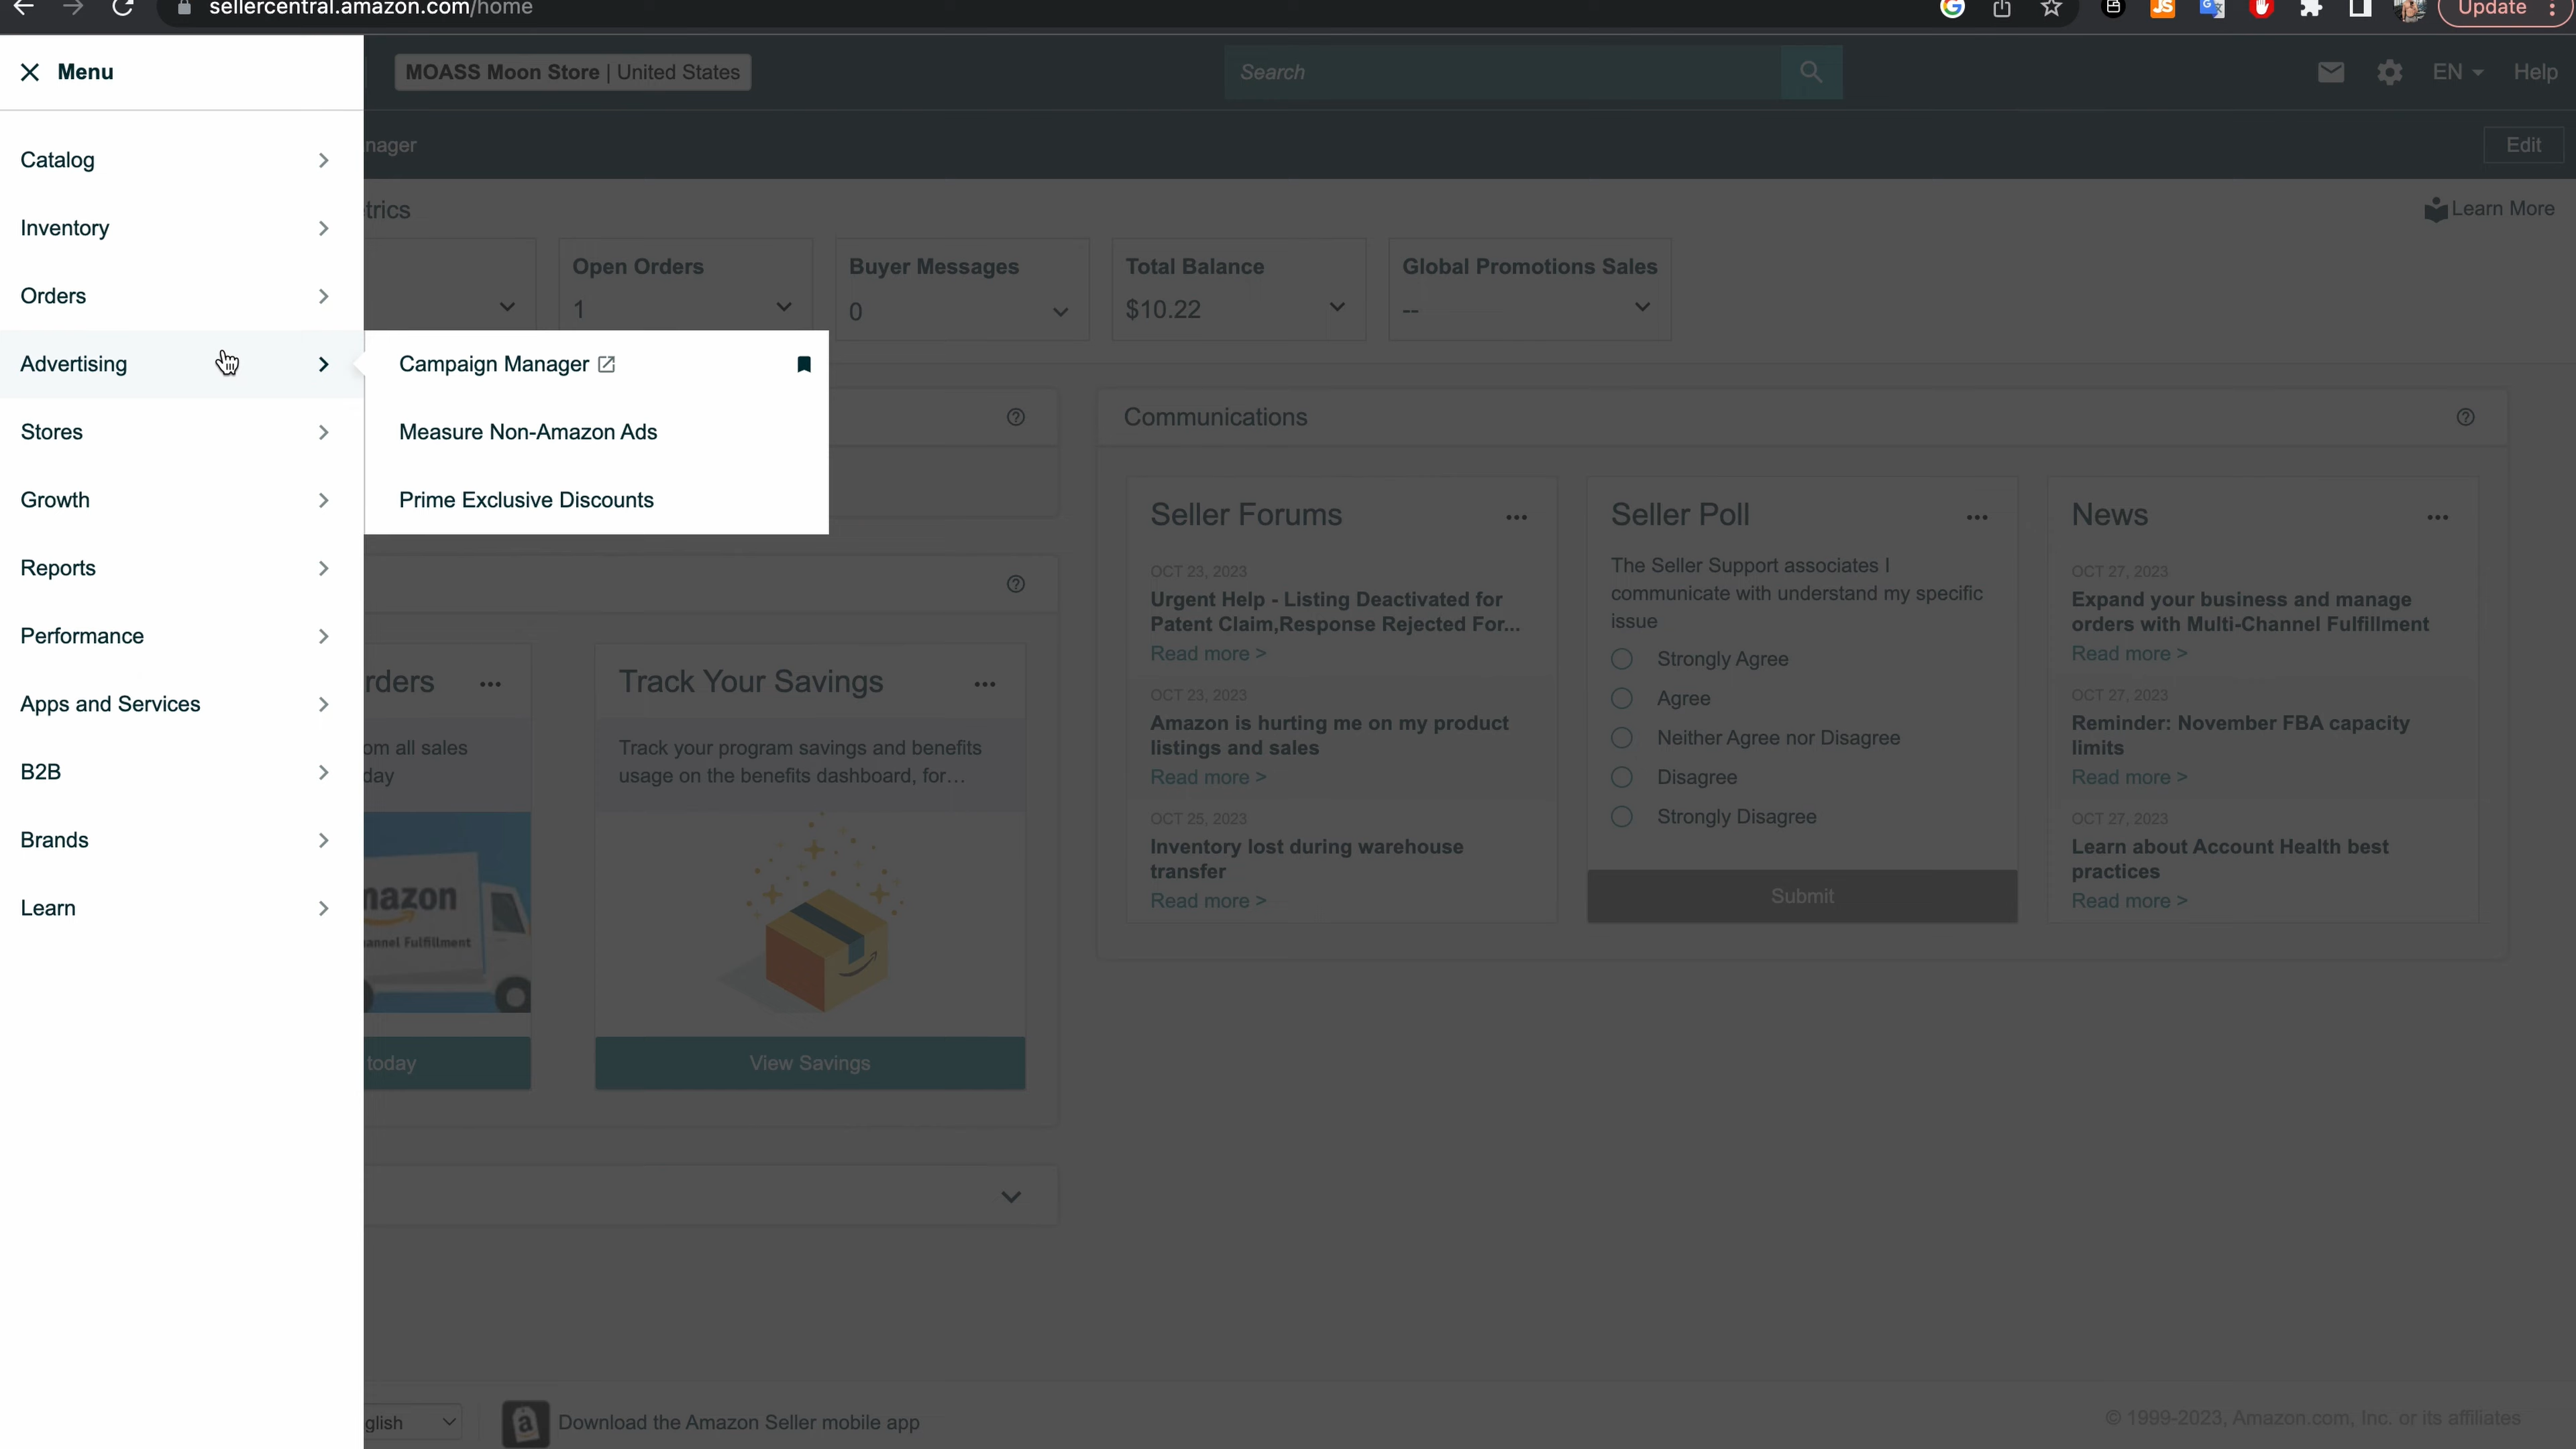 sellercentral.amazon.com/home
Update
Menu
MOASS Moon Store | United States
Search
EN
Help
Catalog
Inventory
Orders
Advertising
Stores
Growth
Reports
Performance
Apps and Services
B2B
Brands
Learn
Campaign Manager
Measure Non-Amazon Ads
Prime Exclusive Discounts
nager
Edit
trics
Learn More
Open Orders
1
Buyer Messages
0
Total Balance
$10.22
Global Promotions Sales
--
Communications
Seller Forums
OCT 23, 2023
Urgent Help - Listing Deactivated for
Patent Claim,Response Rejected For...
Read more >
OCT 23, 2023
Amazon is hurting me on my product
listings and sales
Read more >
OCT 25, 2023
Inventory lost during warehouse
transfer
Read more >
Seller Poll
The Seller Support associates I
communicate with understand my specific
issue
Strongly Agree
Agree
Neither Agree nor Disagree
Disagree
Strongly Disagree
Submit
News
OCT 27, 2023
Expand your business and manage
orders with Multi-Channel Fulfillment
Read more >
OCT 27, 2023
Reminder: November FBA capacity
limits
Read more >
OCT 27, 2023
Learn about Account Health best
practices
Read more >
rders
om all sales
day
mazon
annel Fulfillment
today
Track Your Savings
Track your program savings and benefits
usage on the benefits dashboard, for...
View Savings
glish
Download the Amazon Seller mobile app
© 1999-2023, Amazon.com, Inc. or its affiliates